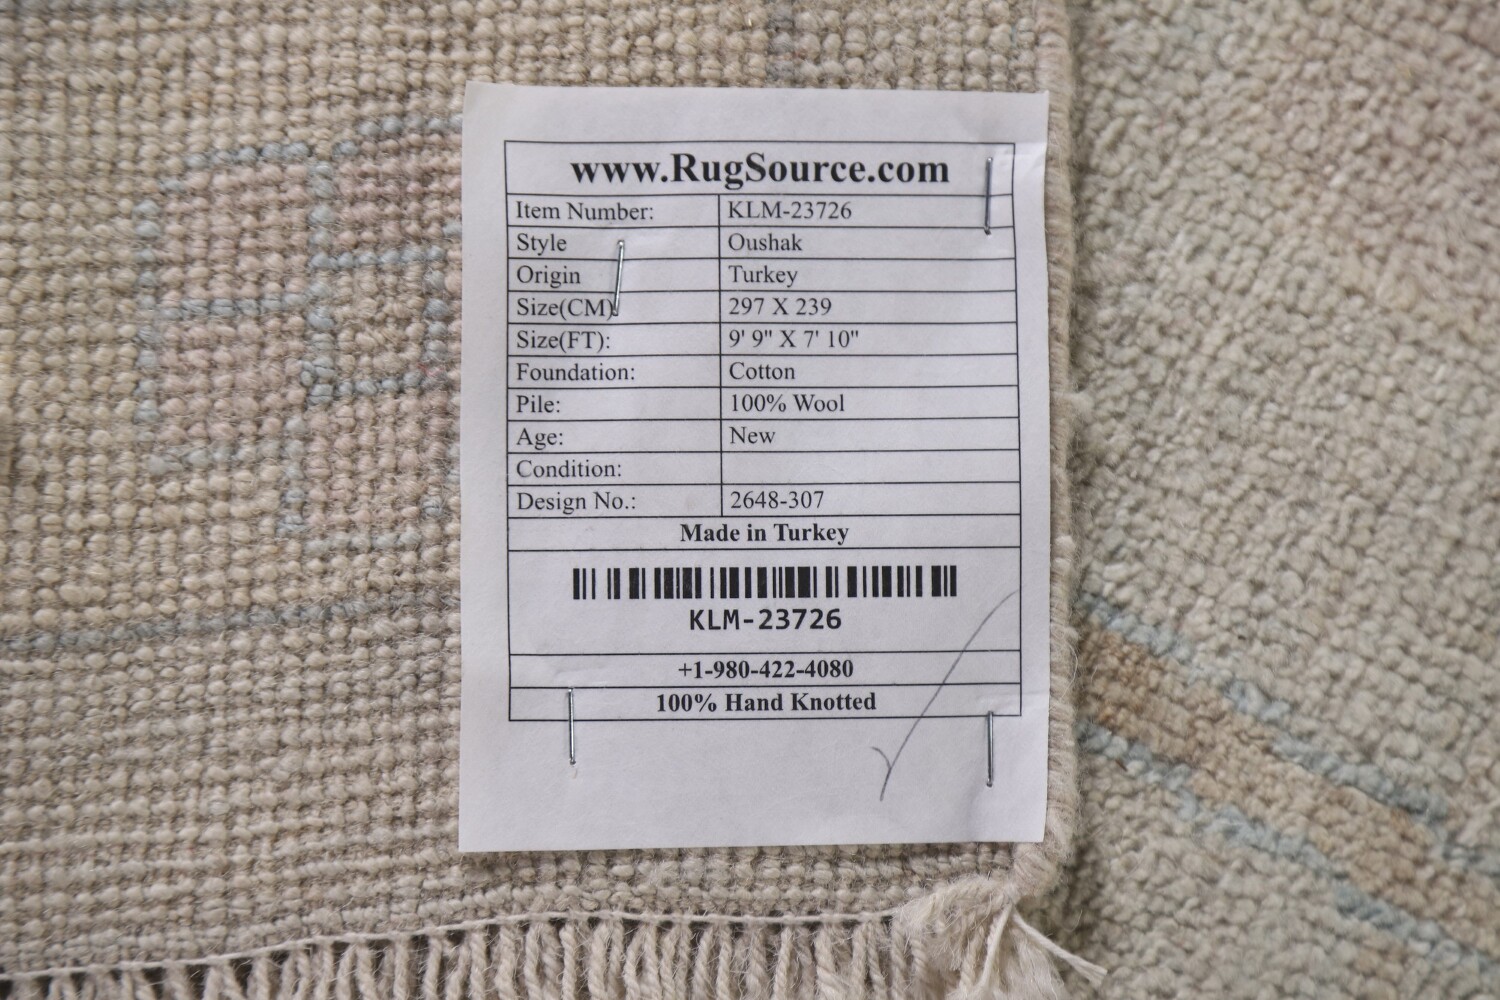 www.RugSource.com
Item Number: KLM-23726
Style Oushak
Origin Turkey
Size(CM) 297 X 239
Size(FT): 9' 9" X 7' 10"
Foundation: Cotton
Pile: 100% Wool
Age: New
Condition:
Design No.: 2648-307
Made in Turkey
KLM-23726
+1-980-422-4080
100% Hand Knotted